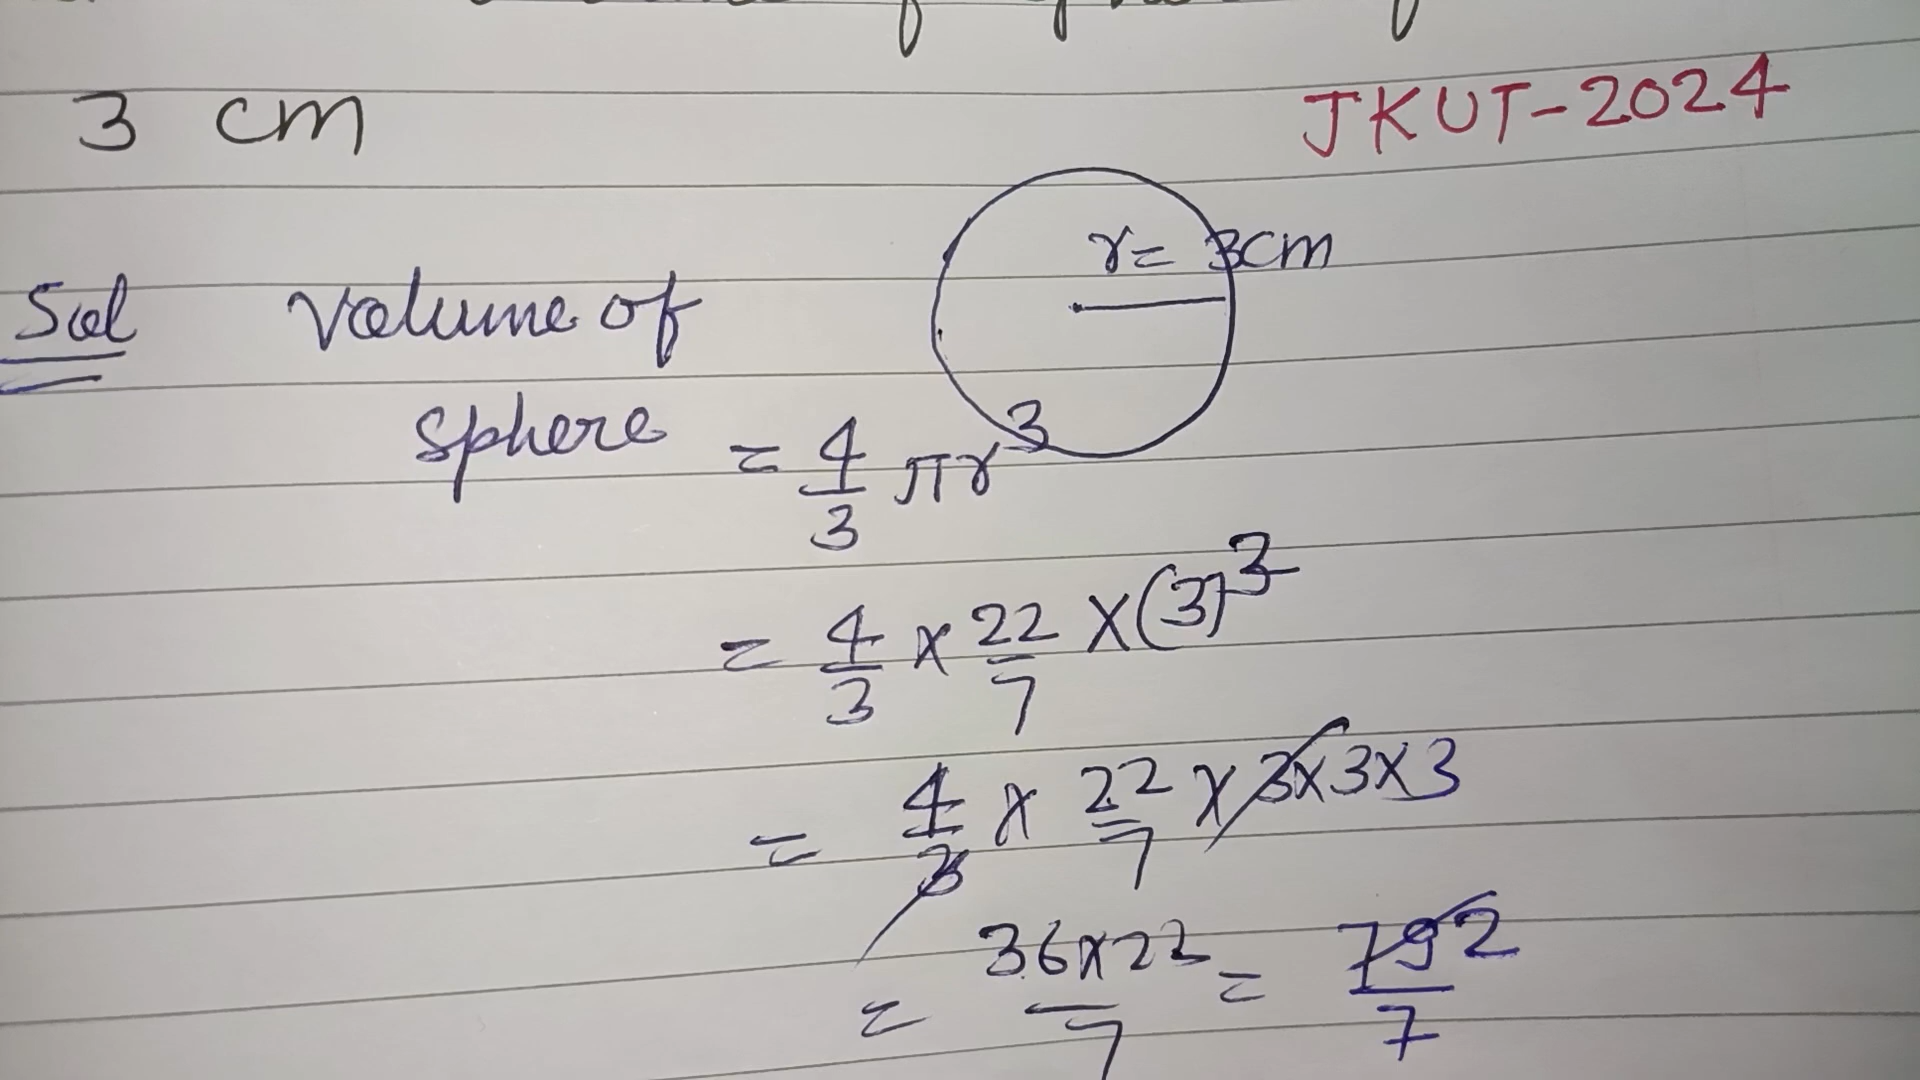 3 cm
JKUT-2024
r = 3cm
Sol Volume of
sphere = 4/3 πr³
= 4/3 × 22/7 × (3)³
= 4/3 × 22/7 × 3×3×3
= 36×22/7 = 792/7